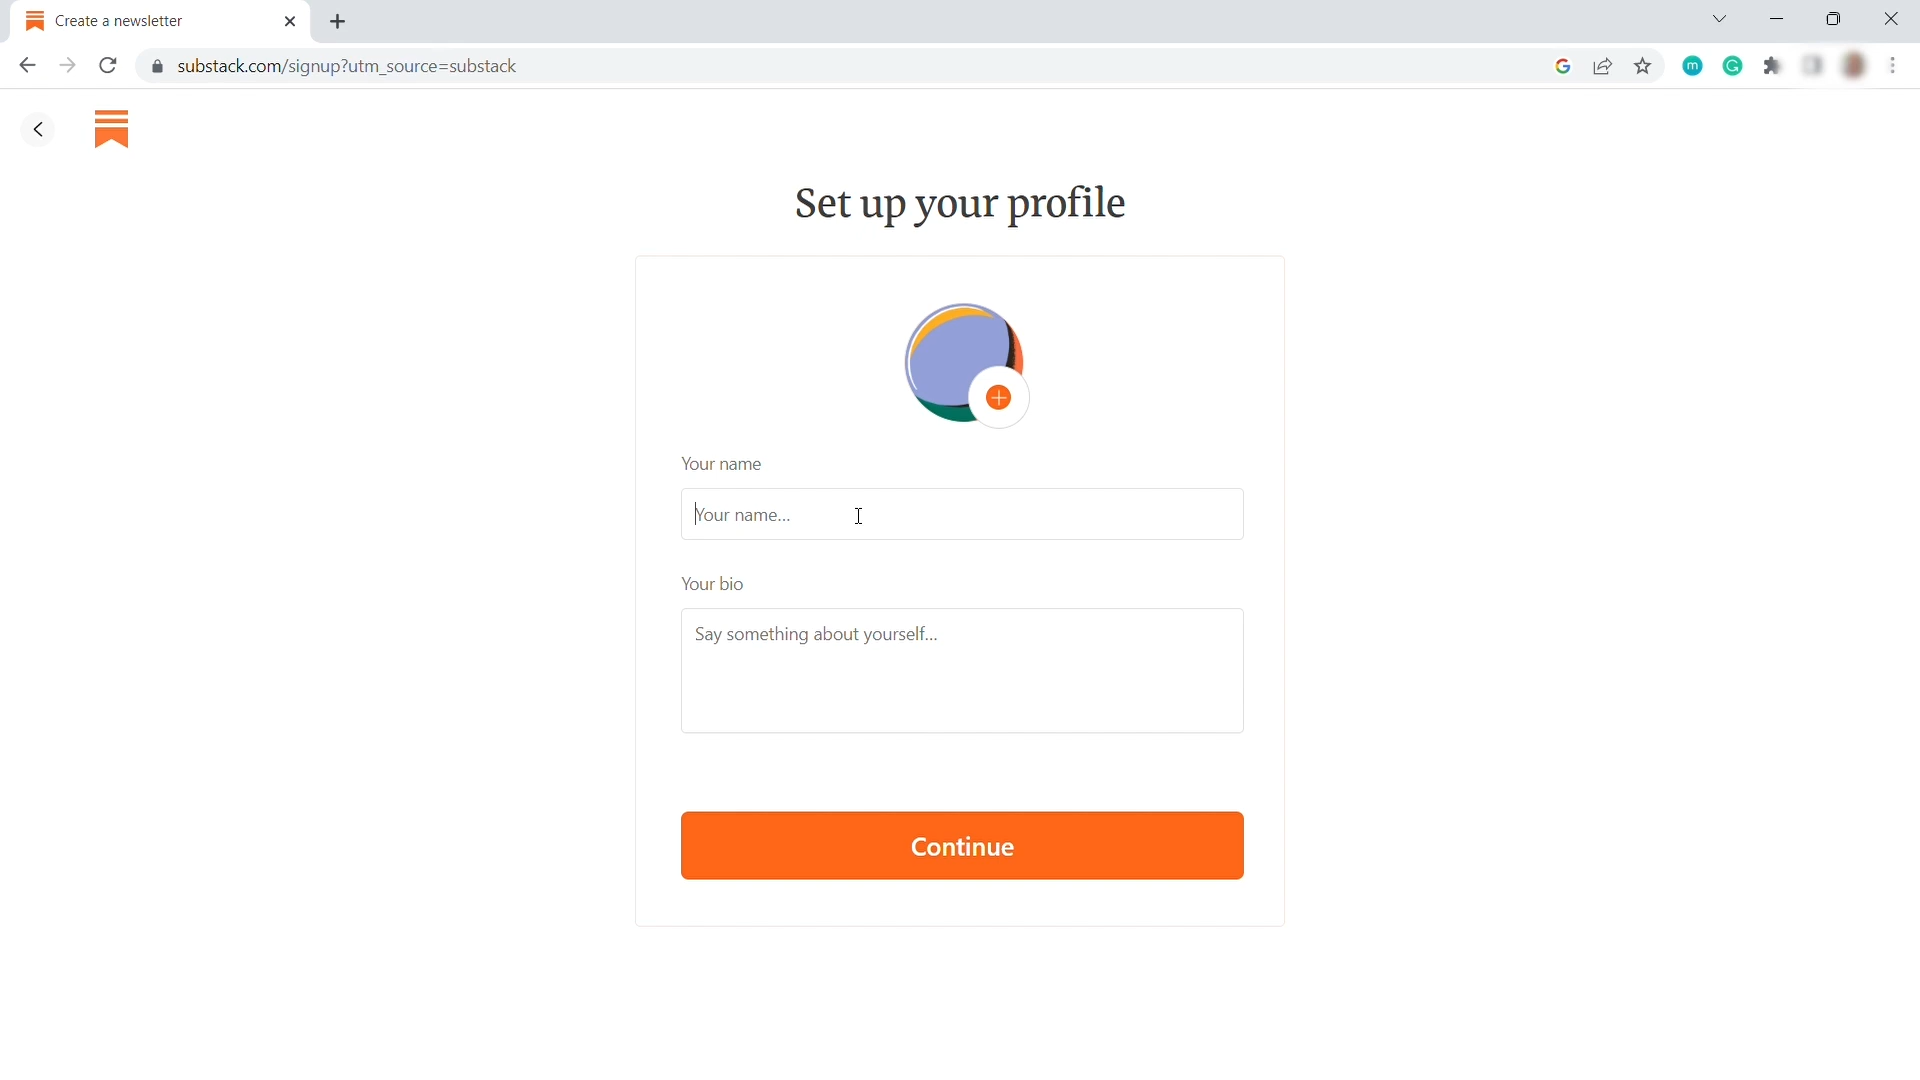 Create a newsletter
substack.com/signup?utm_source=substack
Set up your profile
Your name
Your name...
Your bio
Say something about yourself...
Continue